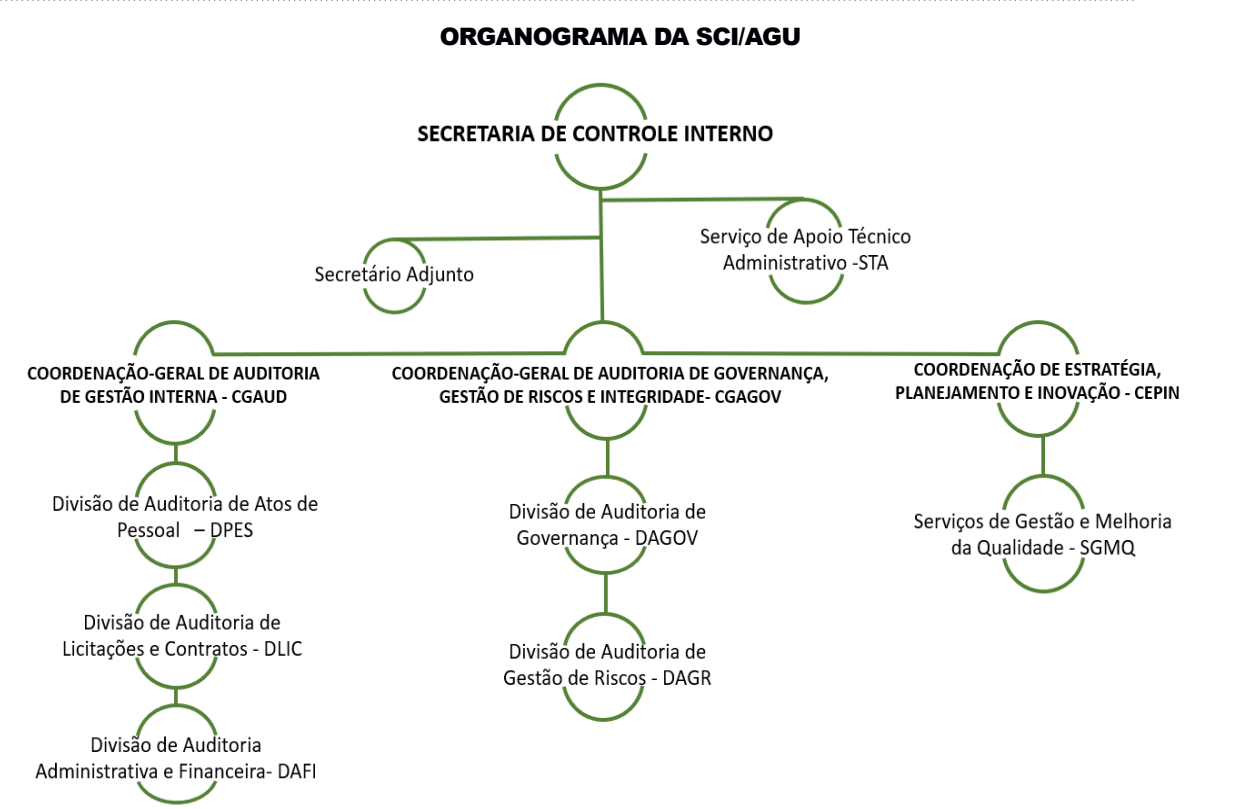 ORGANOGRAMA DA SCI/AGU
SECRETARIA DE CONTROLE INTERNO
Serviço de Apoio Técnico
Administrativo -STA
Secretário Adjunto
COORDENAÇÃO-GERAL DE AUDITORIA
DE GESTÃO INTERNA - CGAUD
COORDENAÇÃO-GERAL DE AUDITORIA DE GOVERNANÇA,
GESTÃO DE RISCOS E INTEGRIDADE- CGAGOV
COORDENAÇÃO DE ESTRATÉGIA,
PLANEJAMENTO E INOVAÇÃO - CEPIN
Divisão de Auditoria de Atos de
Pessoal – DPES
Divisão de Auditoria de
Licitações e Contratos - DLIC
Divisão de Auditoria
Administrativa e Financeira- DAFI
Divisão de Auditoria de
Governança - DAGOV
Divisão de Auditoria de
Gestão de Riscos - DAGR
Serviços de Gestão e Melhoria
da Qualidade - SGMQ